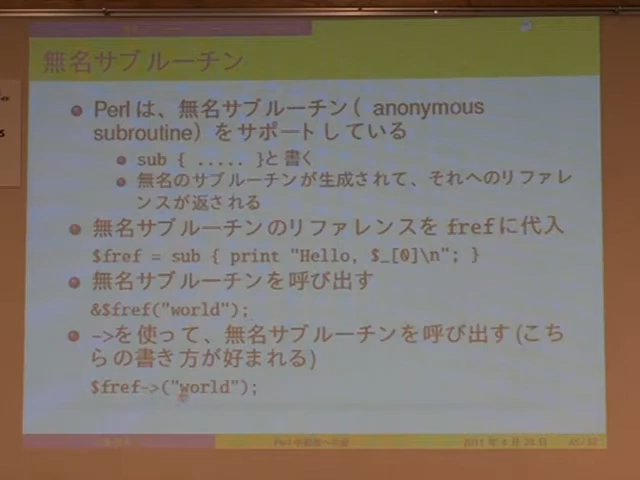 無名サブルーチン
Perl は、無名サブルーチン( anonymous
subroutine) をサポートしている
sub { ..... }と書く
無名のサブルーチンが生成されて、それへのリファレ
ンスが返される
無名サブルーチンのリファレンスを frefに代入
$fref = sub { print "Hello, $_[0]\n"; }
無名サブルーチンを呼び出す
&$fref("world");
->を使って、無名サブルーチンを呼び出す(こち
らの書き方が好まれる)
$fref->("world");